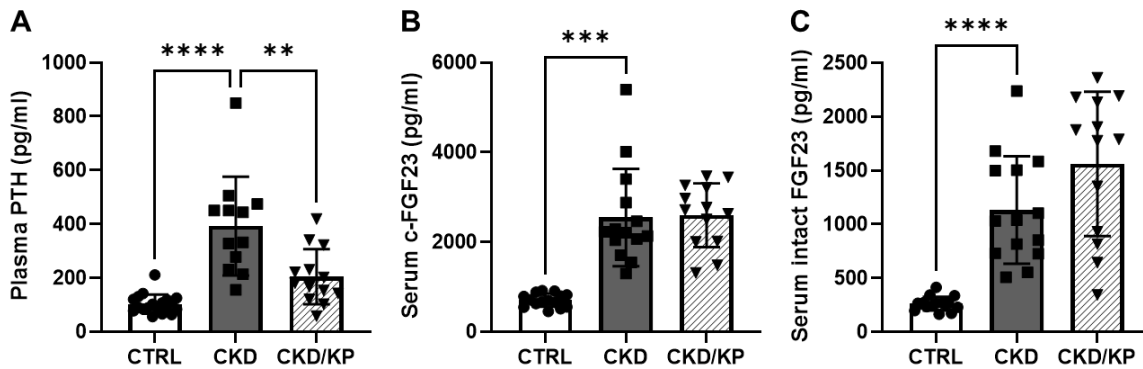 A
**** **
Plasma PTH (pg/ml)
1000
800
600
400
200
0
CTRL CKD CKD/KP
B
***
Serum c-FGF23 (pg/ml)
6000
4000
2000
0
CTRL CKD CKD/KP
C
****
Serum intact FGF23 (pg/ml)
2500
2000
1500
1000
500
0
CTRL CKD CKD/KP